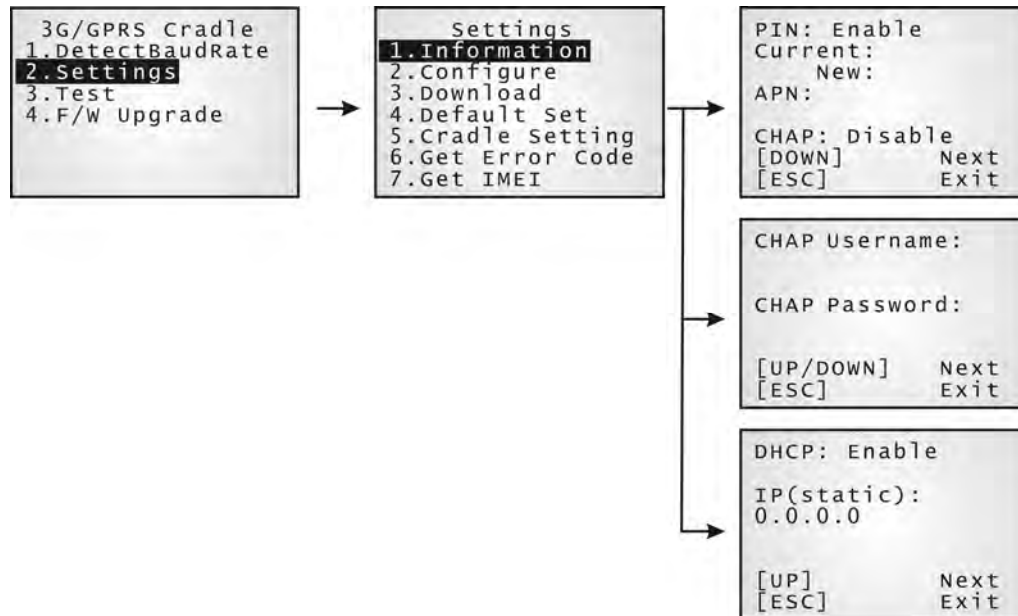 3G/GPRS Cradle
1.DetectBaudRate
2.Settings
3.Test
4.F/W Upgrade
Settings
1.Information
2.Configure
3.Download
4.Default Set
5.Cradle Setting
6.Get Error Code
7.Get IMEI
PIN: Enable
Current:
New:
APN:
CHAP: Disable
[DOWN] Next
[ESC] Exit
CHAP Username:
CHAP Password:
[UP/DOWN] Next
[ESC] Exit
DHCP: Enable
IP(static):
0.0.0.0
[UP] Next
[ESC] Exit